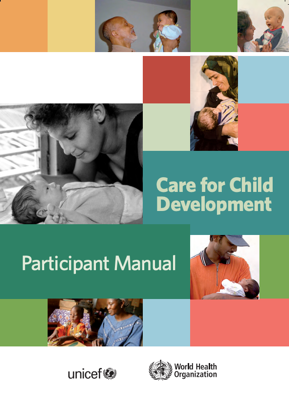 Care for Child
Development
Participant Manual
unicef
World Health
Organization